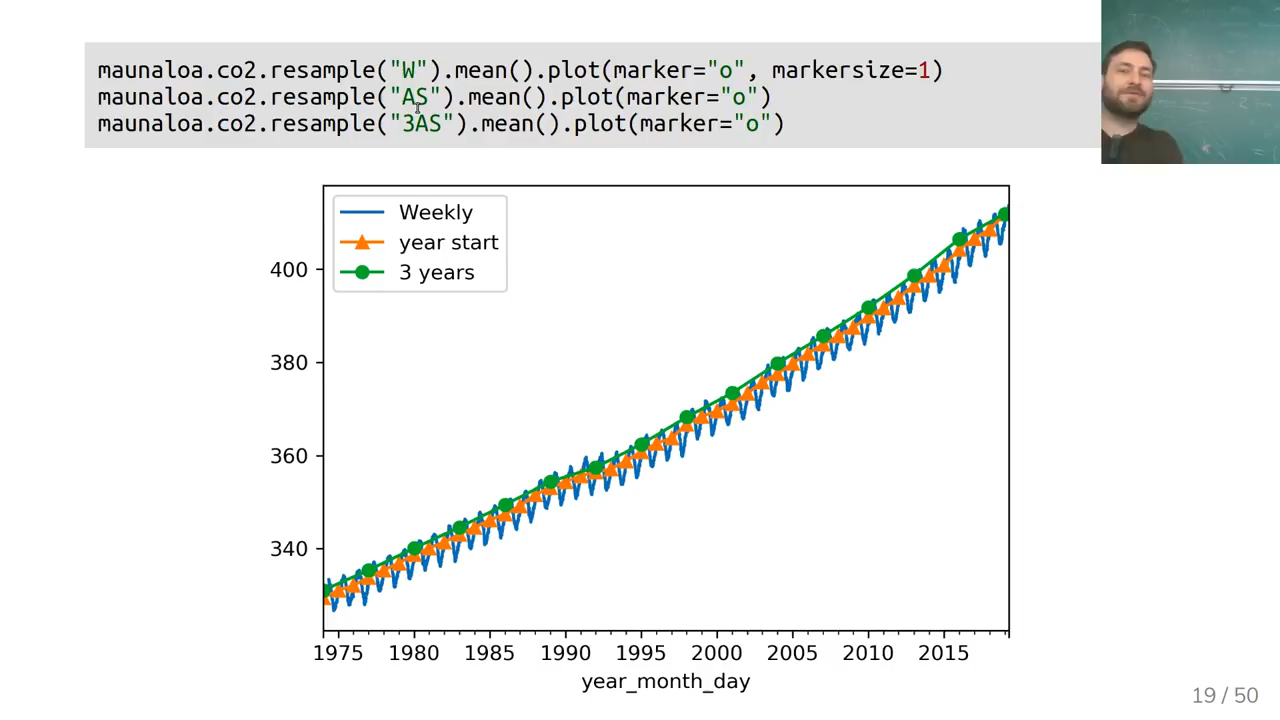 maunaloa.co2.resample("W").mean().plot(marker="o", markersize=1)
maunaloa.co2.resample("AS").mean().plot(marker="o")
maunaloa.co2.resample("3AS").mean().plot(marker="o")
Weekly
year start
3 years
400
380
360
340
1975 1980 1985 1990 1995 2000 2005 2010 2015
year_month_day
19 / 50